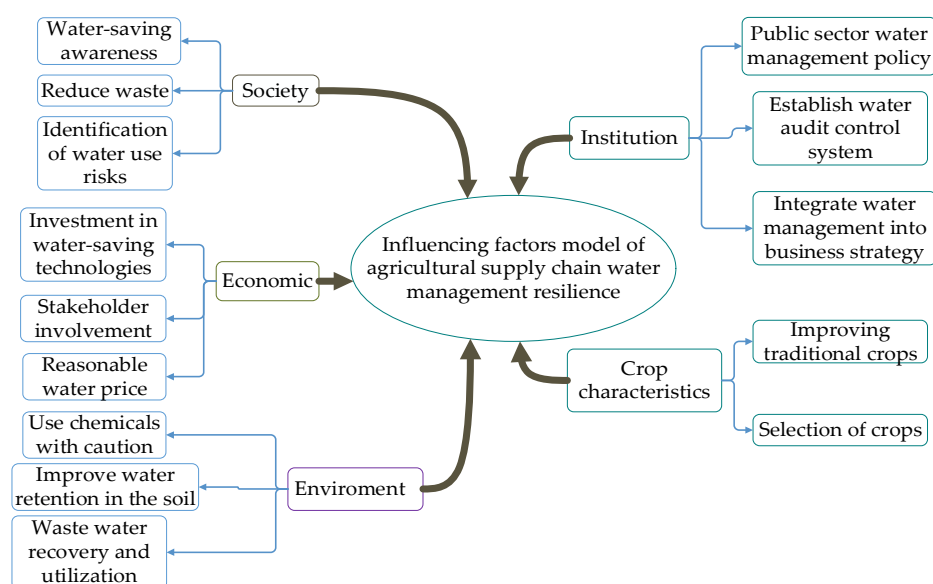 Water-saving
awareness
Reduce waste
Identification
of water use
risks
Society
Investment in
water-saving
technologies
Stakeholder
involvement
Reasonable
water price
Economic
Use chemicals
with caution
Improve water
retention in the soil
Waste water
recovery and
utilization
Enviroment
Influencing factors model of
agricultural supply chain water
management resilience
Institution
Public sector water
management policy
Establish water
audit control
system
Integrate water
management into
business strategy
Crop
characteristics
Improving
traditional crops
Selection of crops